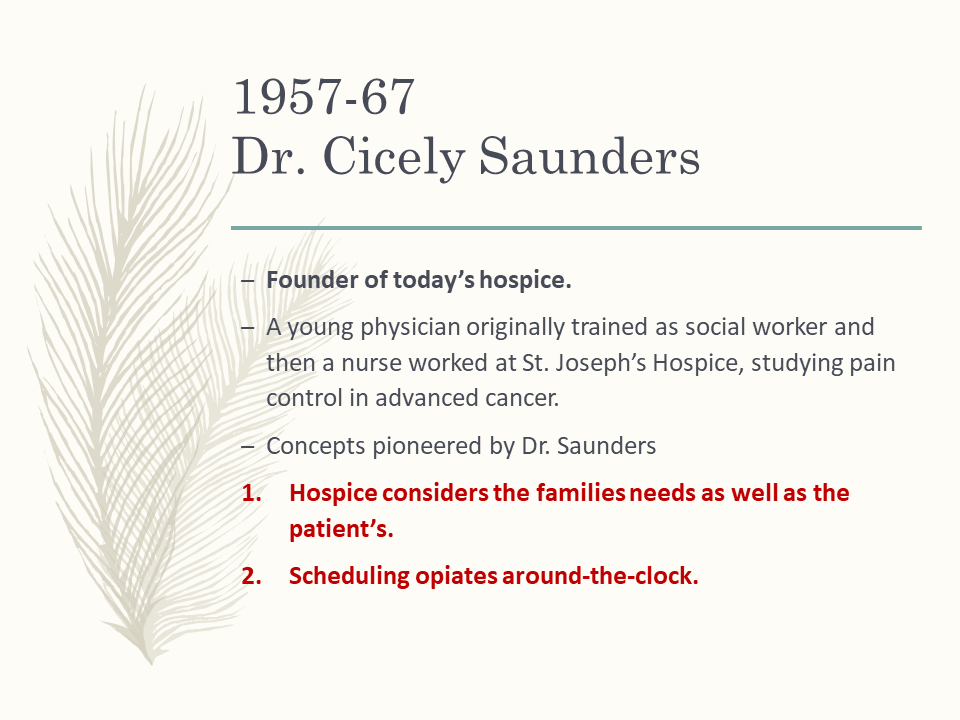 1957-67
Dr. Cicely Saunders
– Founder of today’s hospice.
– A young physician originally trained as social worker and
then a nurse worked at St. Joseph’s Hospice, studying pain
control in advanced cancer.
– Concepts pioneered by Dr. Saunders
1. Hospice considers the families needs as well as the
patient’s.
2. Scheduling opiates around-the-clock.